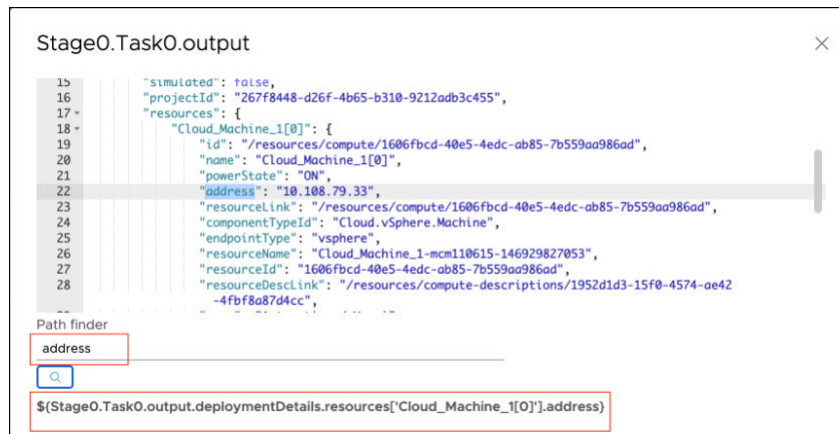 Stage0.Task0.output
15 "simulated": false,
16 "projectId": "267f8448-d26f-4b65-b310-9212adb3c455",
17 "resources": {
18 "Cloud_Machine_1[0]": {
19 "id": "/resources/compute/1606fbcd-40e5-4edc-ab85-7b559aa986ad",
20 "name": "Cloud_Machine_1[0]",
21 "powerState": "ON",
22 "address": "10.108.79.33",
23 "resourceLink": "/resources/compute/1606fbcd-40e5-4edc-ab85-7b559aa986ad",
24 "componentTypeId": "Cloud.vSphere.Machine",
25 "endpointType": "vsphere",
26 "resourceName": "Cloud_Machine_1-mcm110615-146929827053",
27 "resourceId": "1606fbcd-40e5-4edc-ab85-7b559aa986ad",
28 "resourceDescLink": "/resources/compute-descriptions/1952d1d3-15f0-4574-ae42
-4fbf8a87d4cc",
Path finder
address
${Stage0.Task0.output.deploymentDetails.resources['Cloud_Machine_1[0]'].address}